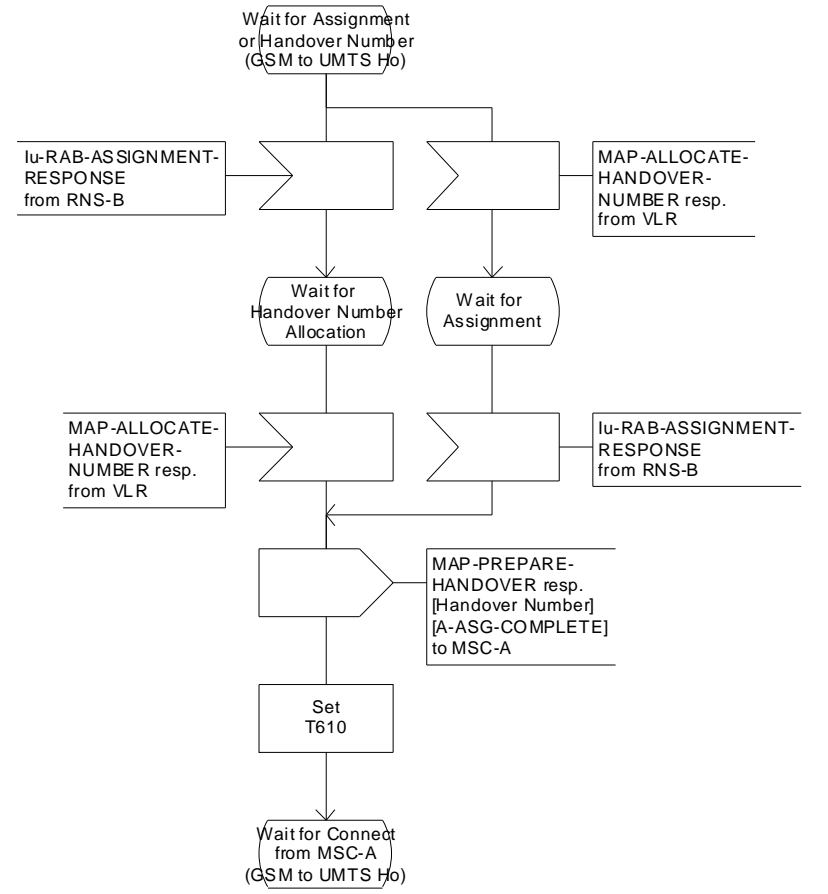 Wait for Assignment
or Handover Number
(GSM to UMTS Ho)
Iu-RAB-ASSIGNMENT-
RESPONSE
from RNS-B
MAP-ALLOCATE-
HANDOVER-
NUMBER resp.
from VLR
Wait for
Handover Number
Allocation
Wait for
Assignment
MAP-ALLOCATE-
HANDOVER-
NUMBER resp.
from VLR
Iu-RAB-ASSIGNMENT-
RESPONSE
from RNS-B
MAP-PREPARE-
HANDOVER resp.
[Handover Number]
[A-ASG-COMPLETE]
to MSC-A
Set
T610
Wait for Connect
from MSC-A
(GSM to UMTS Ho)